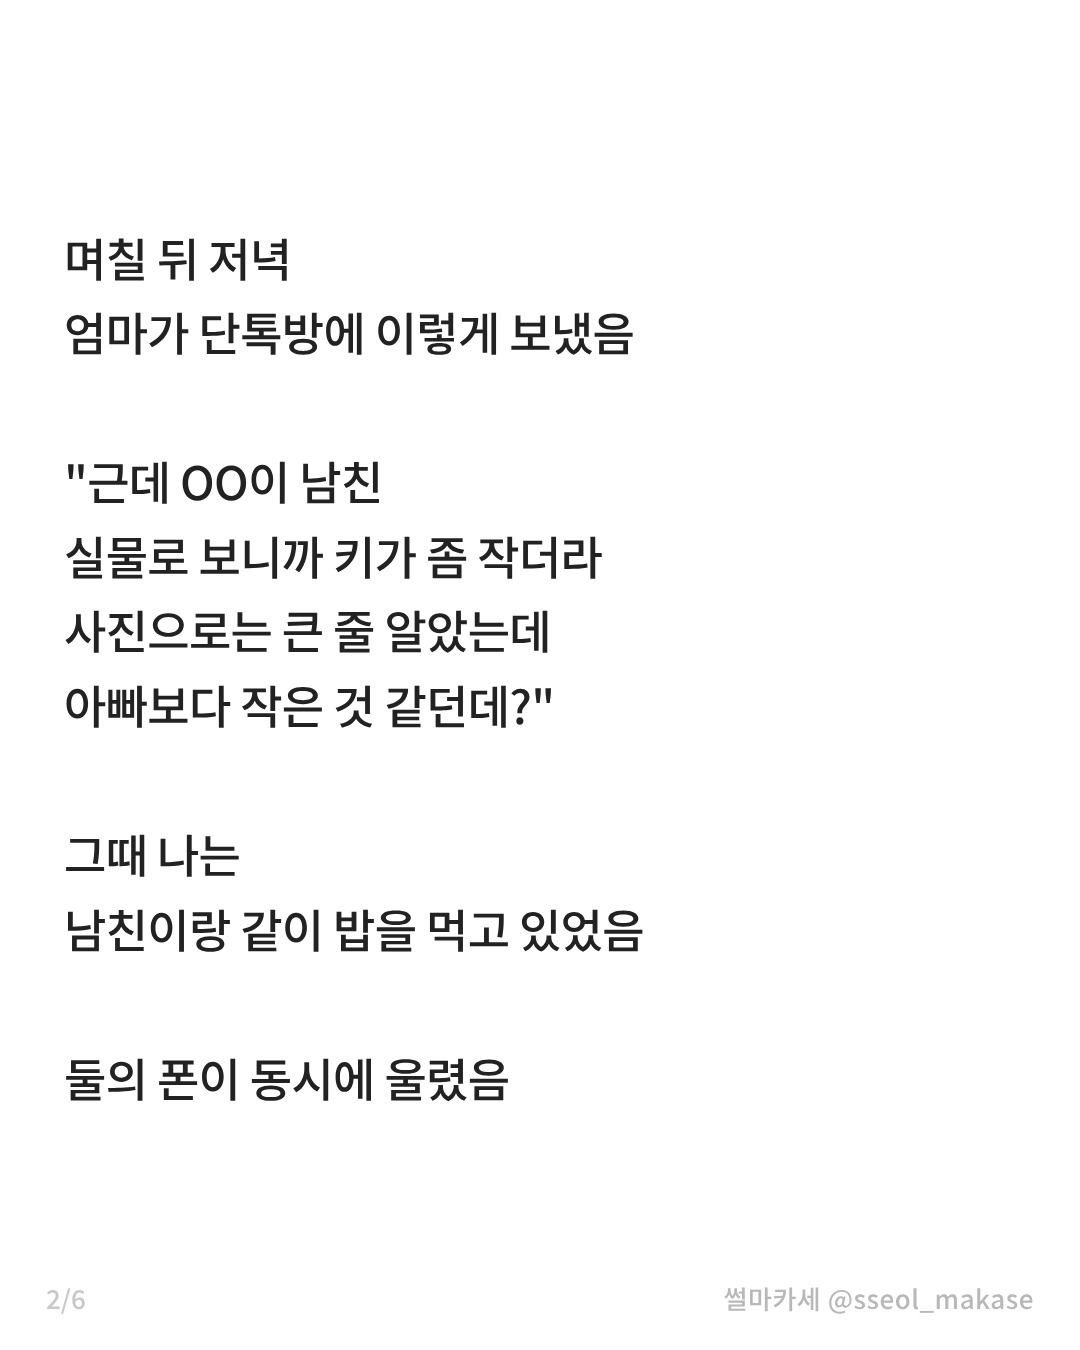 며칠 뒤 저녁
엄마가 단톡방에 이렇게 보냈음
"근데 OO이 남친
실물로 보니까 키가 좀 작더라
사진으로는 큰 줄 알았는데
아빠보다 작은 것 같던데?"
그때 나는
남친이랑 같이 밥을 먹고 있었음
둘의 폰이 동시에 울렸음
2/6
썰마카세 @sseol_makase